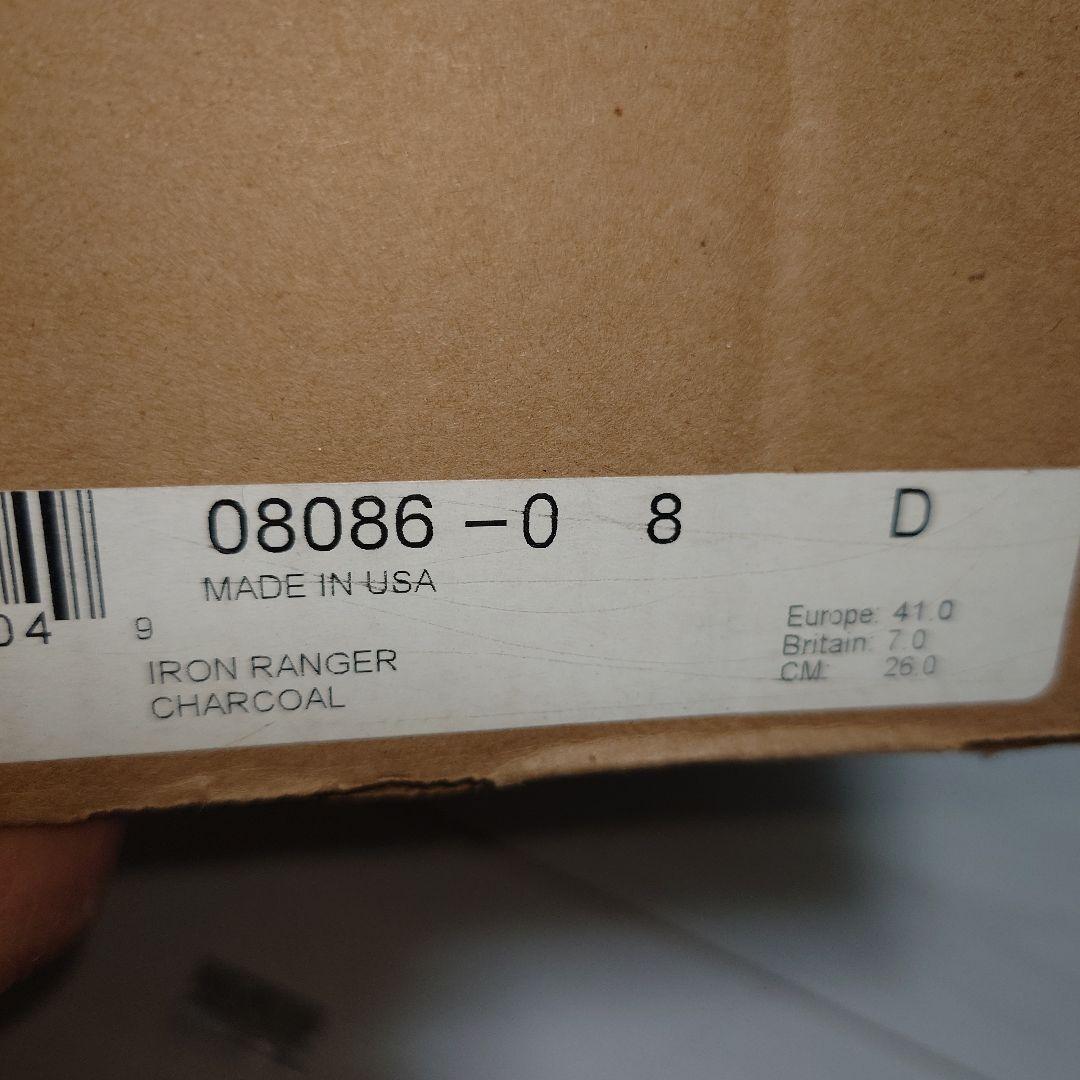 08086 -0 8 D
MADE IN USA
04 9
IRON RANGER
CHARCOAL
Europe: 41.0
Britain: 7.0
CM: 26.0